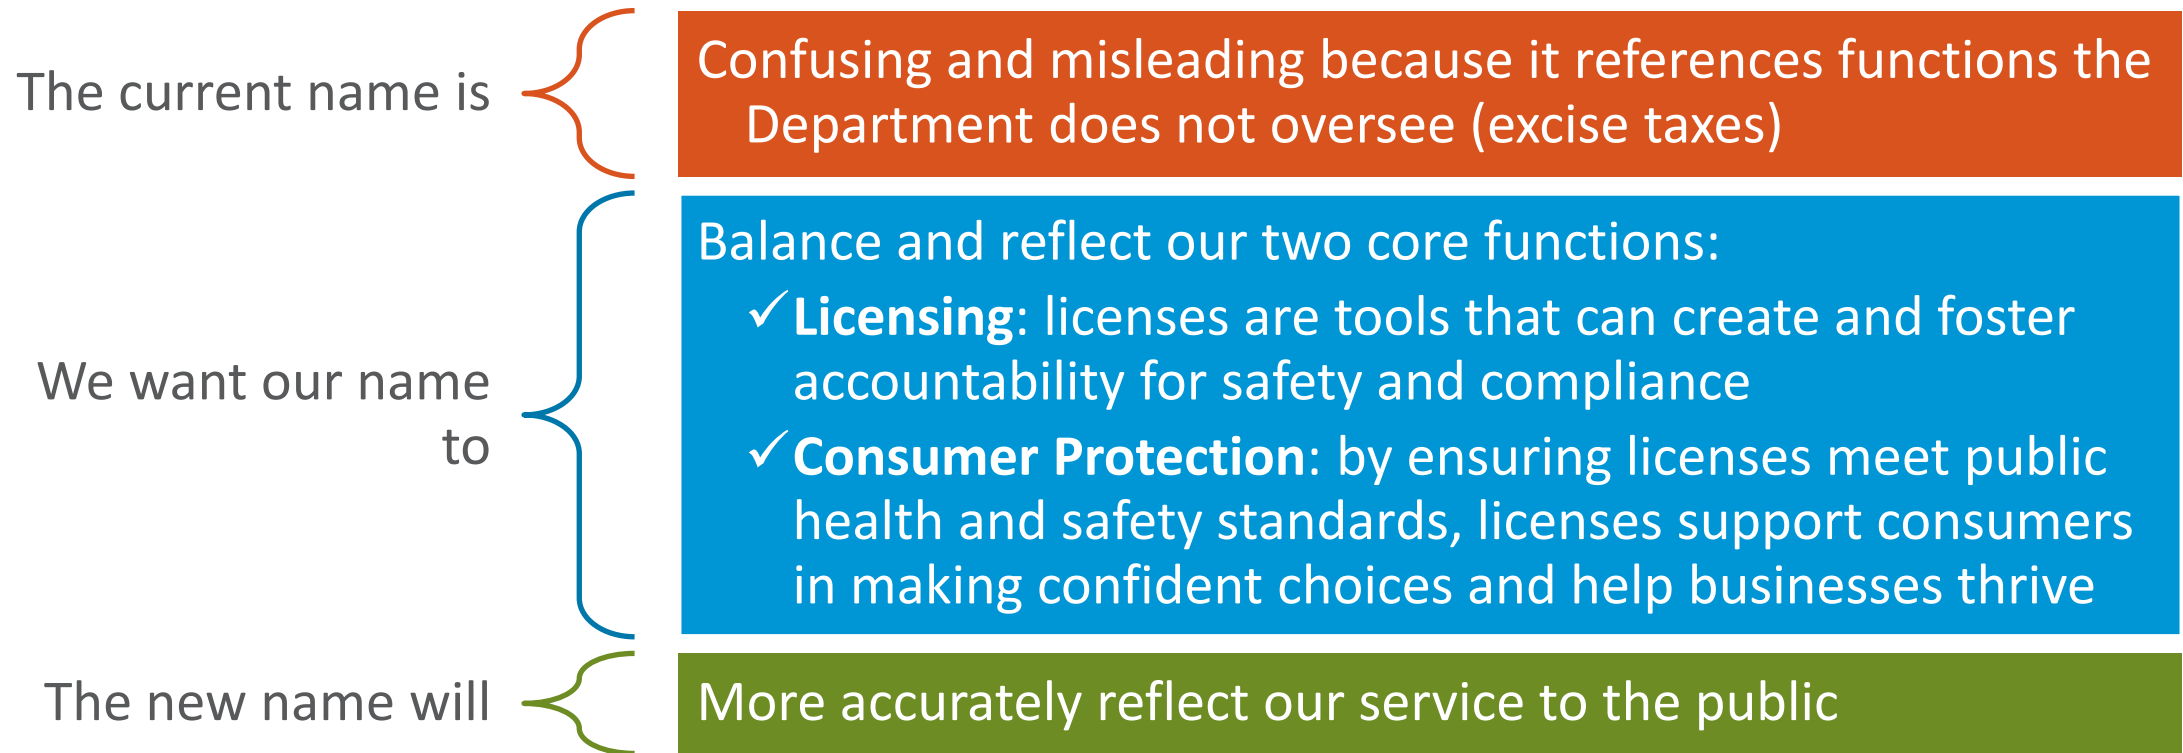 The current name is
Confusing and misleading because it references functions the
Department does not oversee (excise taxes)
We want our name
to
Balance and reflect our two core functions:
✓ Licensing: licenses are tools that can create and foster
accountability for safety and compliance
✓ Consumer Protection: by ensuring licenses meet public
health and safety standards, licenses support consumers
in making confident choices and help businesses thrive
The new name will
More accurately reflect our service to the public